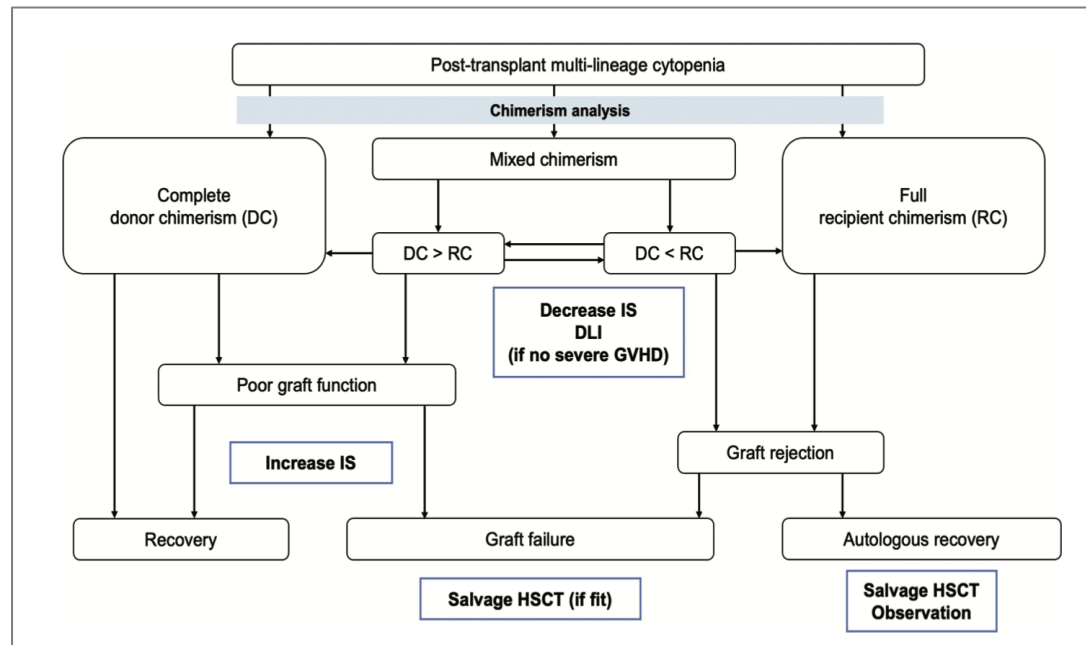 Post-transplant multi-lineage cytopenia
Chimerism analysis
Complete
donor chimerism (DC)
Mixed chimerism
Full
recipient chimerism (RC)
DC > RC
DC < RC
Decrease IS
DLI
(if no severe GVHD)
Poor graft function
Increase IS
Graft rejection
Recovery
Graft failure
Autologous recovery
Salvage HSCT (if fit)
Salvage HSCT
Observation